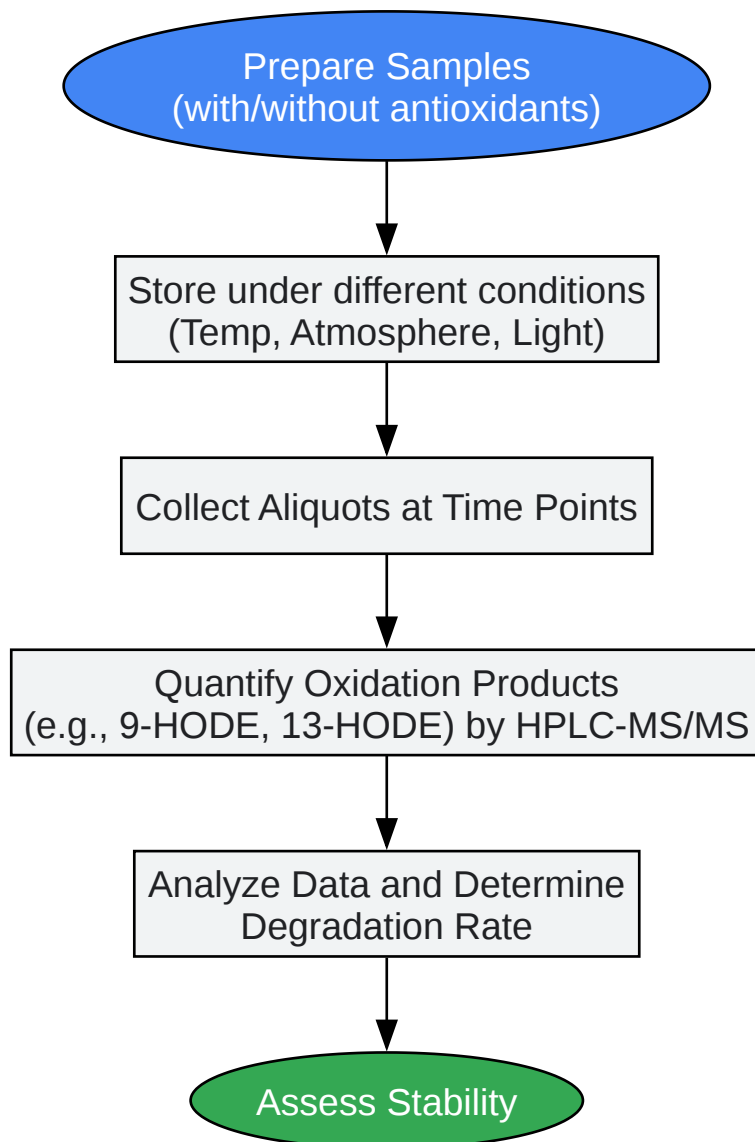 Prepare Samples
(with/without antioxidants)
Store under different conditions
(Temp, Atmosphere, Light)
Collect Aliquots at Time Points
Quantify Oxidation Products
(e.g., 9-HODE, 13-HODE) by HPLC-MS/MS
Analyze Data and Determine
Degradation Rate
Assess Stability